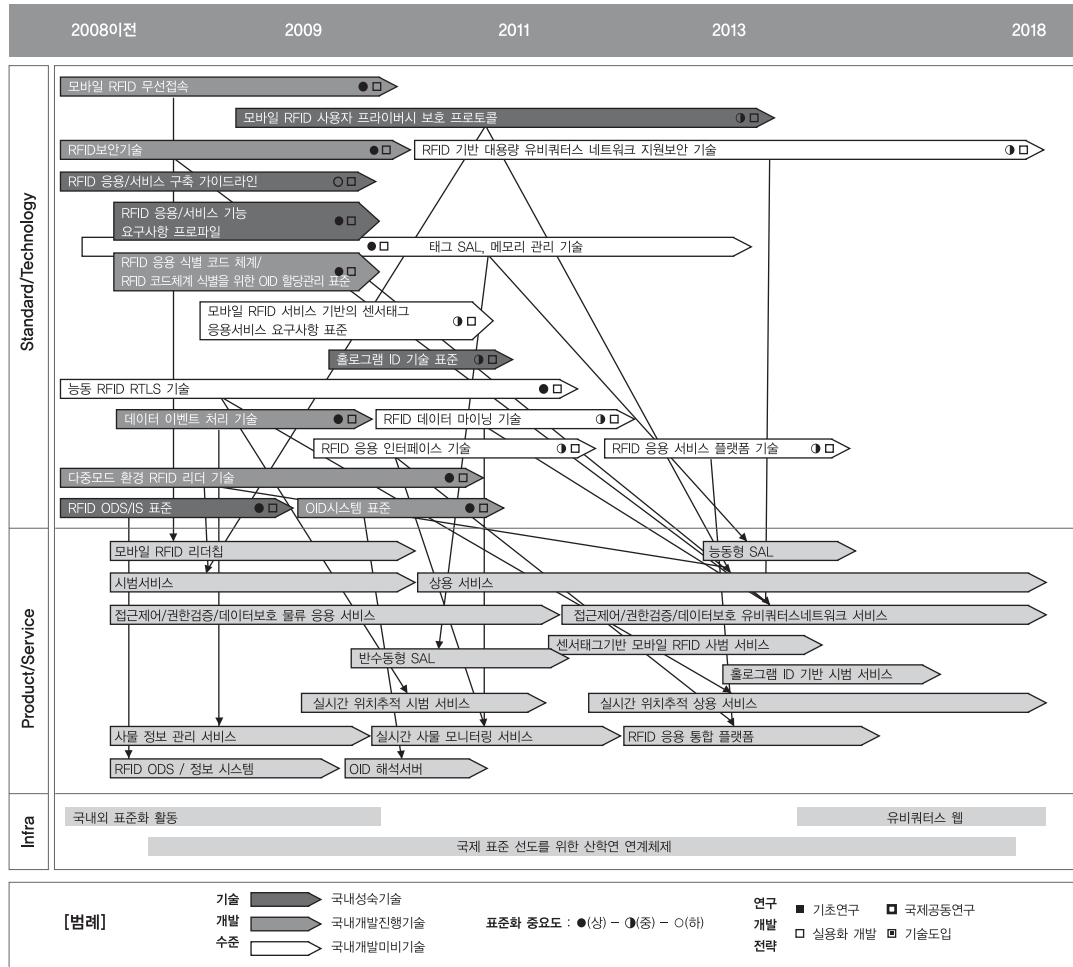 2008이전 2009 2011 2013 2018
Standard/Technology
모바일 RFID 무선접속
모바일 RFID 사용자 프라이버시 보호 프로토콜
RFID보안기술
RFID 기반 대용량 유비쿼터스 네트워크 지원보안 기술
RFID 응용/서비스 구축 가이드라인
RFID 응용/서비스 기능
요구사항 프로파일
태그 SAL, 메모리 관리 기술
RFID 응용 식별 코드 체계/
RFID 코드체계 식별을 위한 OID 할당관리 표준
모바일 RFID 서비스 기반의 센서태그
응용서비스 요구사항 표준
홀로그램 ID 기술 표준
능동 RFID RTLS 기술
데이터 이벤트 처리 기술
RFID 데이터 마이닝 기술
RFID 응용 인터페이스 기술
RFID 응용 서비스 플랫폼 기술
다중모드 환경 RFID 리더 기술
RFID ODS/IS 표준
OID시스템 표준
Product/Service
모바일 RFID 리더칩
능동형 SAL
시범서비스
상용 서비스
접근제어/권한검증/데이터보호 물류 응용 서비스
접근제어/권한검증/데이터보호 유비쿼터스네트워크 서비스
센서태그기반 모바일 RFID 사범 서비스
반수동형 SAL
홀로그램 ID 기반 시범 서비스
실시간 위치추적 시범 서비스
실시간 위치추적 상용 서비스
사물 정보 관리 서비스
실시간 사물 모니터링 서비스
RFID 응용 통합 플랫폼
RFID ODS / 정보 시스템
OID 해석서버
Infra
국내외 표준화 활동
유비쿼터스 웹
국제 표준 선도를 위한 산학연 연계체제
[범례]
기술
개발
수준
국내성숙기술
국내개발진행기술
국내개발미비기술
표준화 중요도 : ●(상) – ◑(중) – ○(하)
연구
개발
전략
■ 기초연구 □ 국제공동연구
□ 실용화 개발 ▣ 기술도입